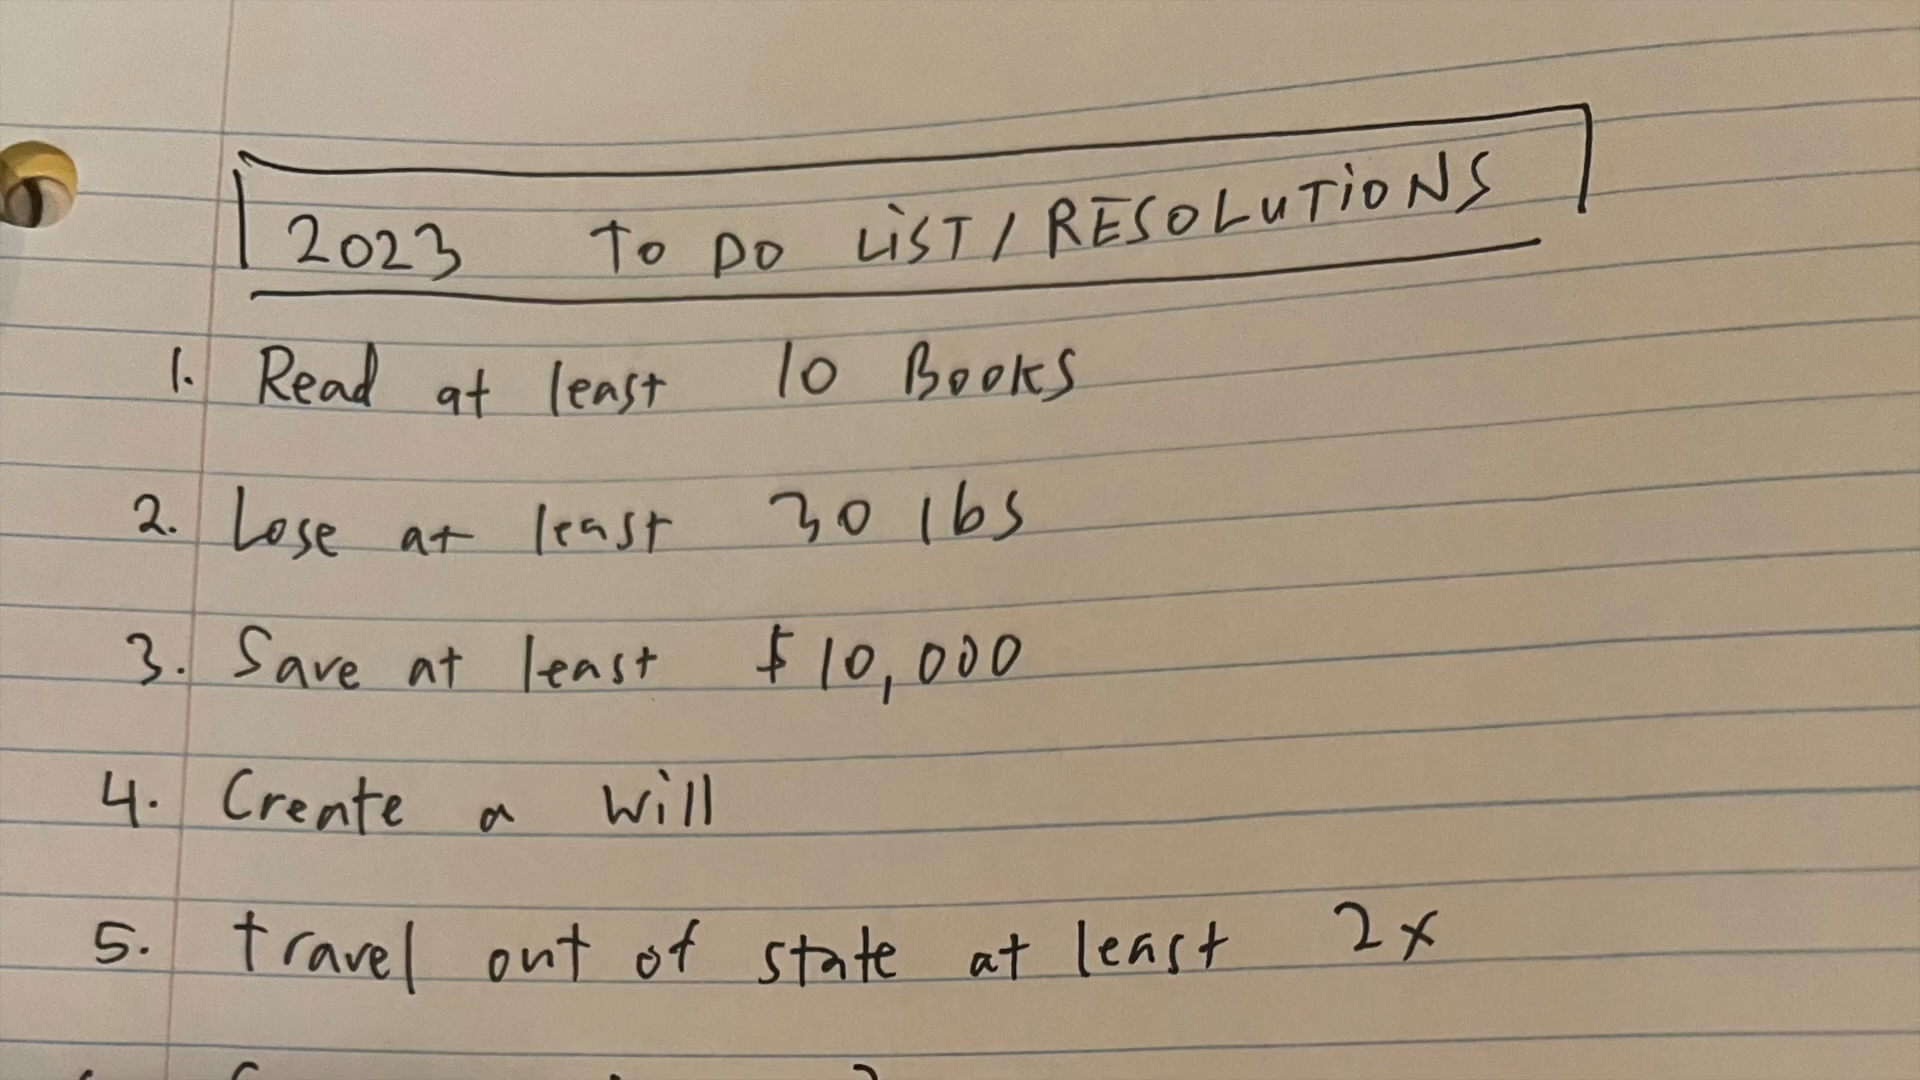 2023 TO DO LiST / RESOLUTiONS
1. Read at least 10 Books
2. Lose at least 30 lbs
3. Save at least $10,000
4. Create a Will
5. travel out of state at least 2x